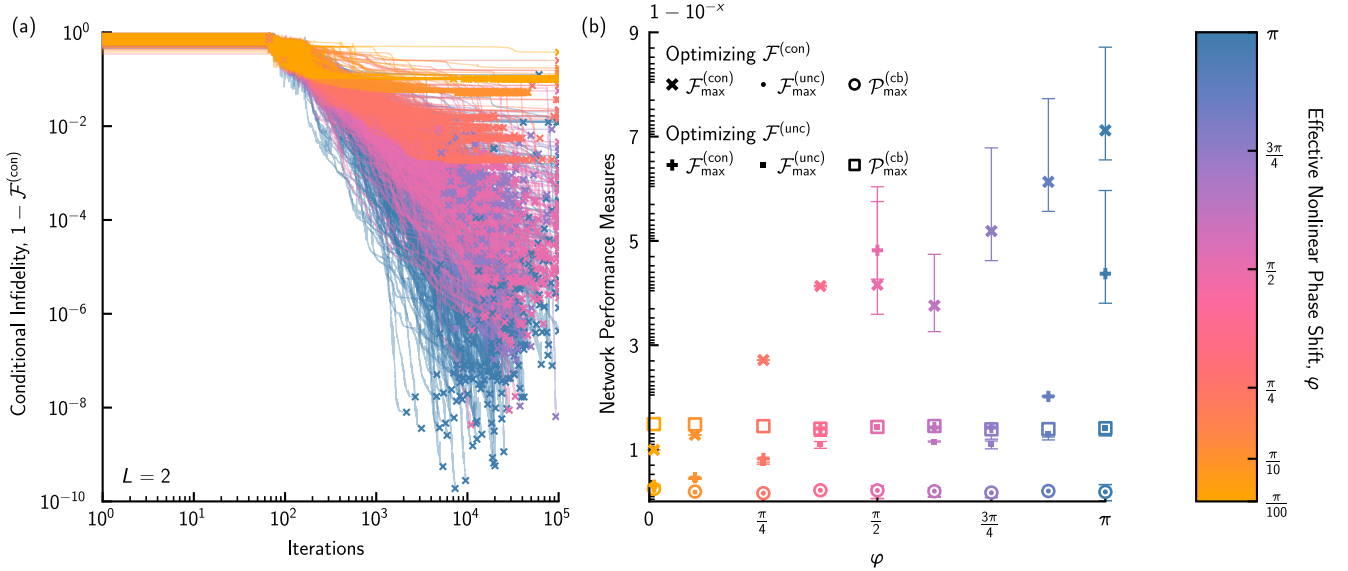 (a)
Conditional Infidelity, 1 − 𝓕^(con)
10^0
10^−2
10^−4
10^−6
10^−8
10^−10
L = 2
10^0 10^1 10^2 10^3 10^4 10^5
Iterations
(b)
1 − 10^−x
Network Performance Measures
9
7
5
3
1
Optimizing 𝓕^(con)
𝓕_max^(con) 𝓕_max^(unc) 𝓟_max^(cb)
Optimizing 𝓕^(unc)
𝓕_max^(con) 𝓕_max^(unc) 𝓟_max^(cb)
0 π/4 π/2 3π/4 π
φ
π
3π/4
π/2
π/4
π/10
π/100
Effective Nonlinear Phase Shift, φ